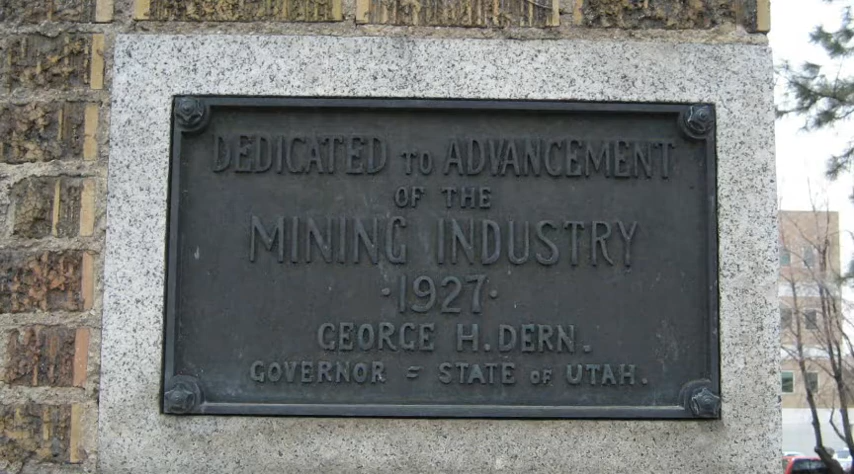 DEDICATED TO ADVANCEMENT
OF THE
MINING INDUSTRY
·1927·
GEORGE H. DERN.
GOVERNOR = STATE OF UTAH.